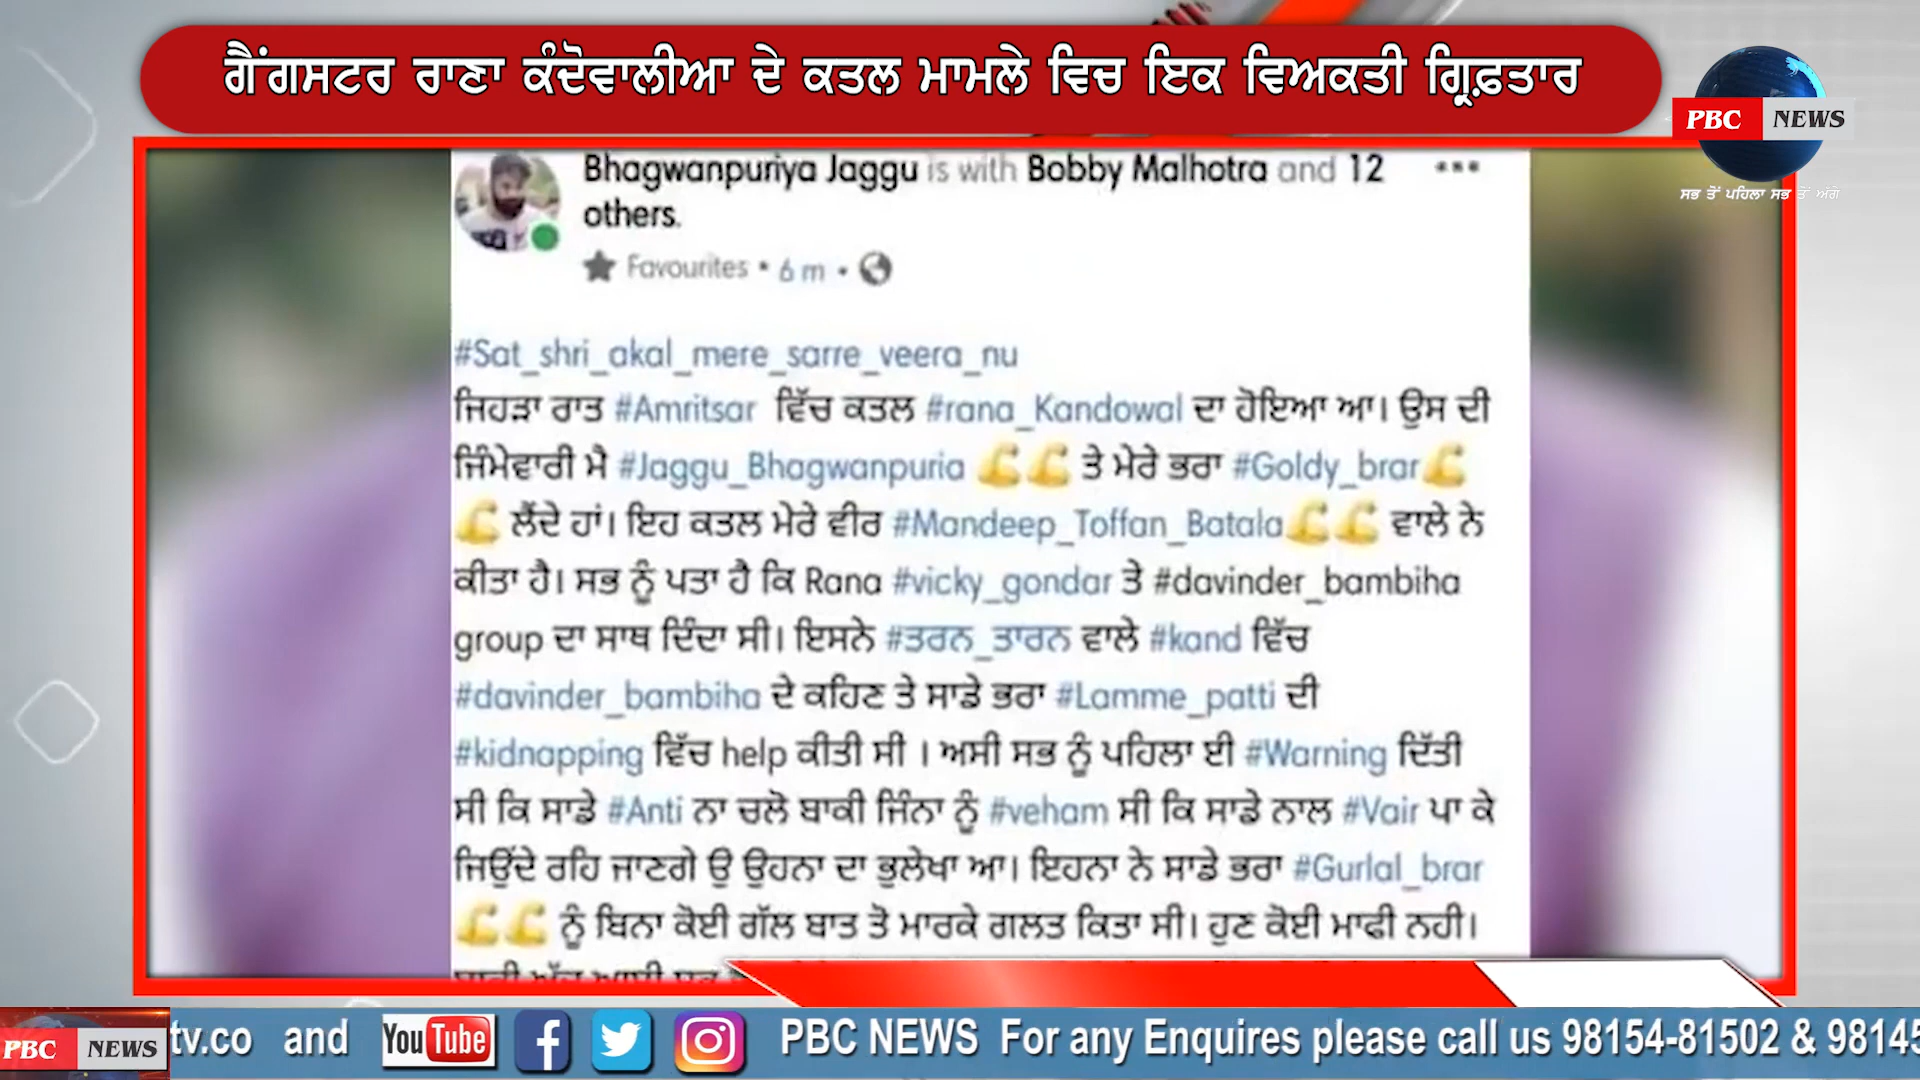 ਗੈਂਗਸਟਰ ਰਾਣਾ ਕੰਦੋਵਾਲੀਆ ਦੇ ਕਤਲ ਮਾਮਲੇ ਵਿਚ ਇਕ ਵਿਅਕਤੀ ਗ੍ਰਿਫ਼ਤਾਰ
PBC NEWS
ਸਭ ਤੋਂ ਪਹਿਲਾ ਸਭ ਤੋਂ ਅੱਗੇ
Bhagwanpuriya Jaggu is with Bobby Malhotra and 12
others.
Favourites • 6 m •
#Sat_shri_akal_mere_sarre_veera_nu
ਜਿਹੜਾ ਰਾਤ #Amritsar ਵਿੱਚ ਕਤਲ #rana_Kandowal ਦਾ ਹੋਇਆ ਆ। ਉਸ ਦੀ
ਜਿੰਮੇਵਾਰੀ ਮੈ #Jaggu_Bhagwanpuria 💪💪 ਤੇ ਮੇਰੇ ਭਰਾ #Goldy_brar💪
💪 ਲੈਂਦੇ ਹਾਂ। ਇਹ ਕਤਲ ਮੇਰੇ ਵੀਰ #Mandeep_Toffan_Batala💪💪 ਵਾਲੇ ਨੇ
ਕੀਤਾ ਹੈ। ਸਭ ਨੂੰ ਪਤਾ ਹੈ ਕਿ Rana #vicky_gondar ਤੇ #davinder_bambiha
group ਦਾ ਸਾਥ ਦਿੰਦਾ ਸੀ। ਇਸਨੇ #ਤਰਨ_ਤਾਰਨ ਵਾਲੇ #kand ਵਿੱਚ
#davinder_bambiha ਦੇ ਕਹਿਣ ਤੇ ਸਾਡੇ ਭਰਾ #Lamme_patti ਦੀ
#kidnapping ਵਿੱਚ help ਕੀਤੀ ਸੀ । ਅਸੀ ਸਭ ਨੂੰ ਪਹਿਲਾ ਈ #Warning ਦਿੱਤੀ
ਸੀ ਕਿ ਸਾਡੇ #Anti ਨਾ ਚਲੋ ਬਾਕੀ ਜਿੰਨਾ ਨੂੰ #veham ਸੀ ਕਿ ਸਾਡੇ ਨਾਲ #Vair ਪਾ ਕੇ
ਜਿਉਂਦੇ ਰਹਿ ਜਾਣਗੇ ਉ ਉਹਨਾ ਦਾ ਭੁਲੇਖਾ ਆ। ਇਹਨਾ ਨੇ ਸਾਡੇ ਭਰਾ #Gurlal_brar
💪💪 ਨੂੰ ਬਿਨਾ ਕੋਈ ਗੱਲ ਬਾਤ ਤੋ ਮਾਰਕੇ ਗਲਤ ਕਿਤਾ ਸੀ। ਹੁਣ ਕੋਈ ਮਾਫੀ ਨਹੀ।
PBC NEWS tv.co and YouTube PBC NEWS For any Enquires please call us 98154-81502 & 98145